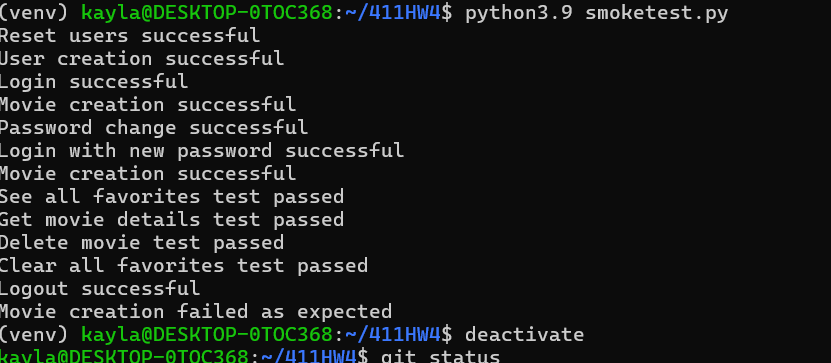 (venv) kayla@DESKTOP-0TOC368:~/411HW4$ python3.9 smoketest.py
Reset users successful
User creation successful
Login successful
Movie creation successful
Password change successful
Login with new password successful
Movie creation successful
See all favorites test passed
Get movie details test passed
Delete movie test passed
Clear all favorites test passed
Logout successful
Movie creation failed as expected
(venv) kayla@DESKTOP-0TOC368:~/411HW4$ deactivate
kayla@DESKTOP-0TOC368:~/411HW4$ git status